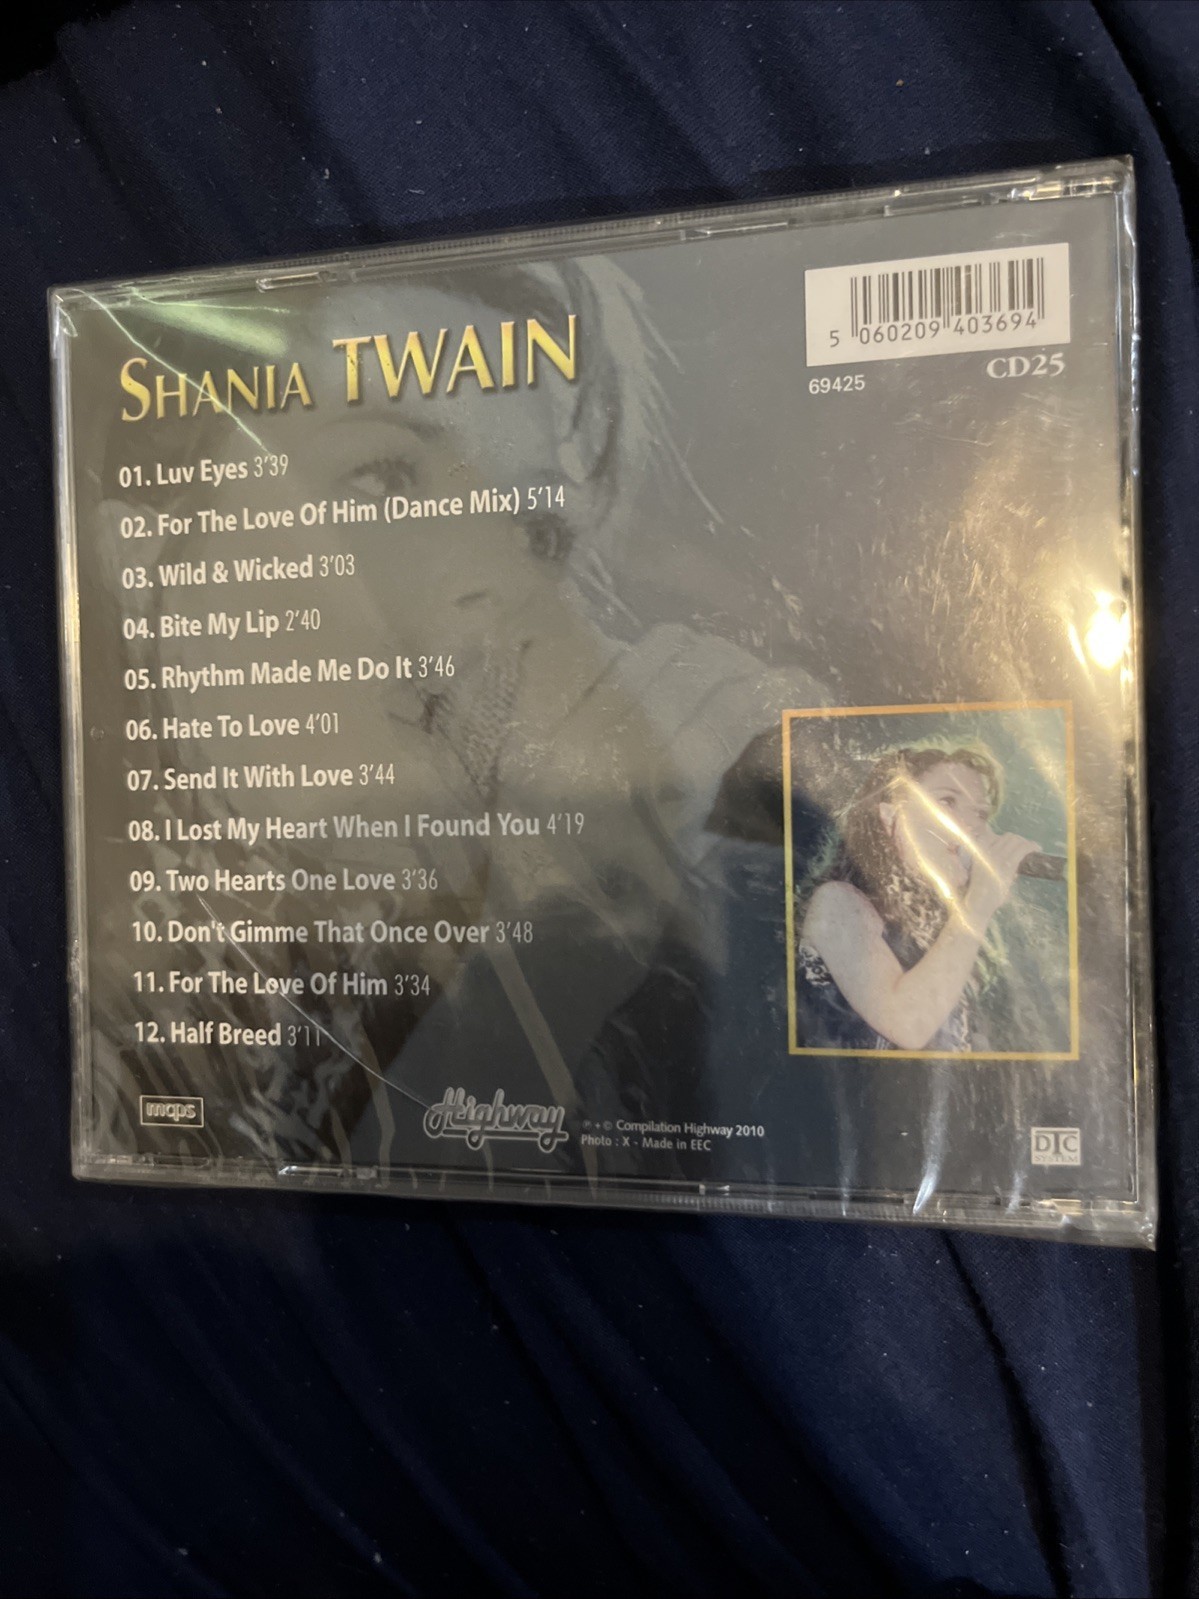 SHANIA TWAIN
5 060209 403694
69425
CD25
01. Luv Eyes 3'39
02. For The Love Of Him (Dance Mix) 5'14
03. Wild & Wicked 3'03
04. Bite My Lip 2'40
05. Rhythm Made Me Do It 3'46
06. Hate To Love 4'01
07. Send It With Love 3'44
08. I Lost My Heart When I Found You 4'19
09. Two Hearts One Love 3'36
10. Don't Gimme That Once Over 3'48
11. For The Love Of Him 3'34
12. Half Breed 3'11
mcps
Highway
℗ + © Compilation Highway 2010
Photo : X - Made in EEC
DTC
SYSTEM